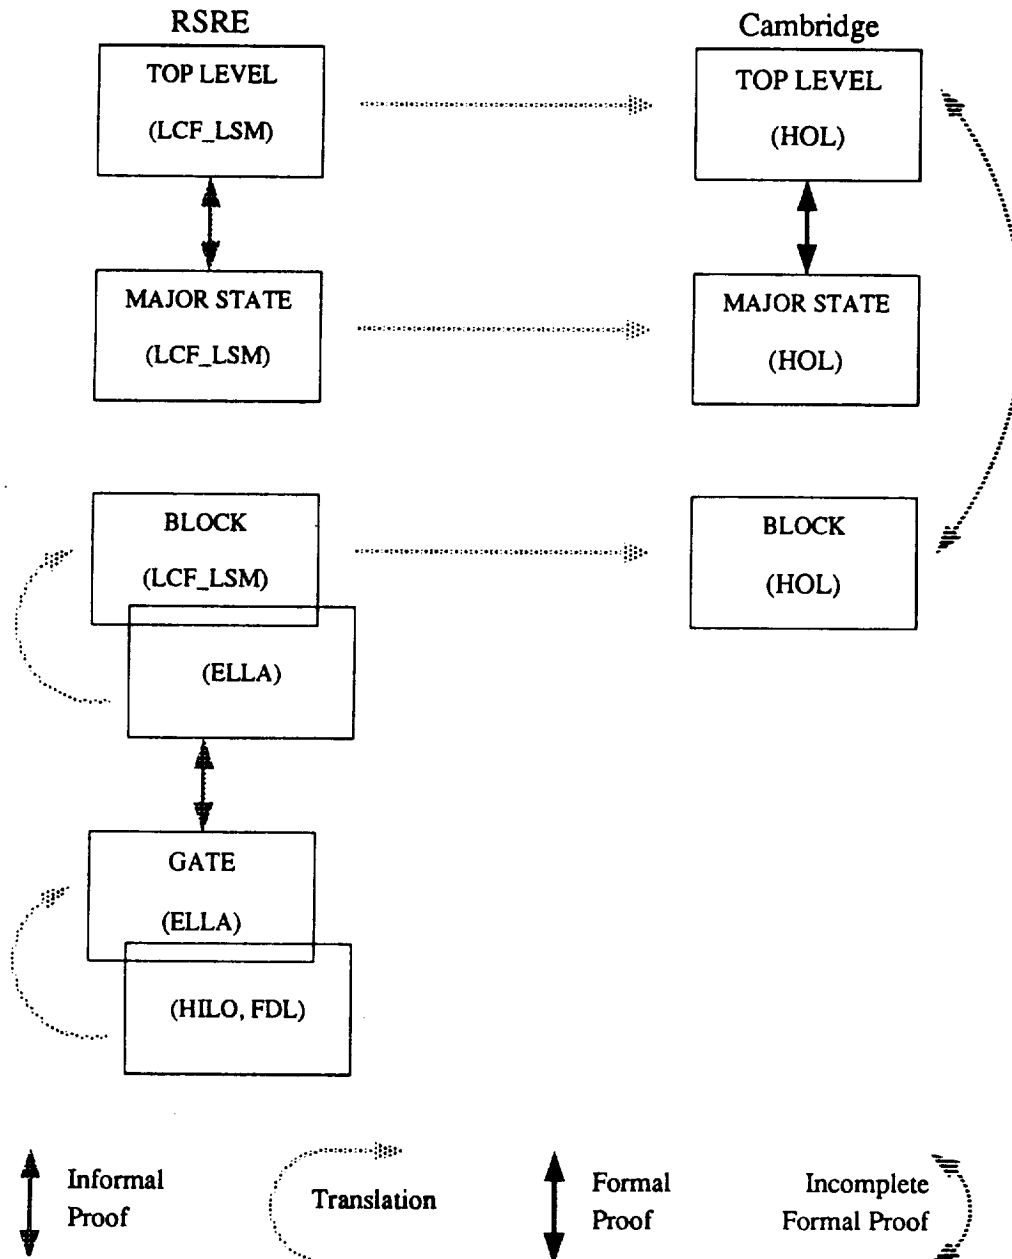 RSRE
Cambridge
TOP LEVEL
(LCF_LSM)
TOP LEVEL
(HOL)
MAJOR STATE
(LCF_LSM)
MAJOR STATE
(HOL)
BLOCK
(LCF_LSM)
BLOCK
(HOL)
(ELLA)
GATE
(ELLA)
(HILO, FDL)
Informal
Proof
Translation
Formal
Proof
Incomplete
Formal Proof